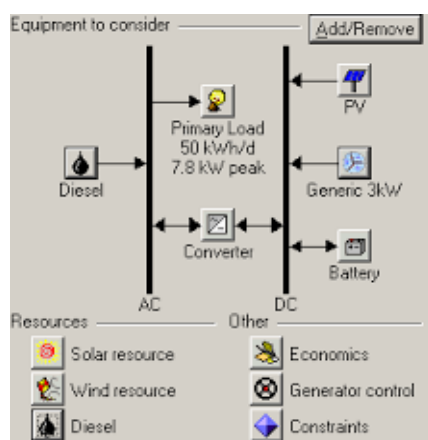 Equipment to consider
Add/Remove
Primary Load
50 kWh/d
7.8 kW peak
PV
Diesel
Generic 3kW
Converter
Battery
AC
DC
Resources
Other
Solar resource
Economics
Wind resource
Generator control
Diesel
Constraints